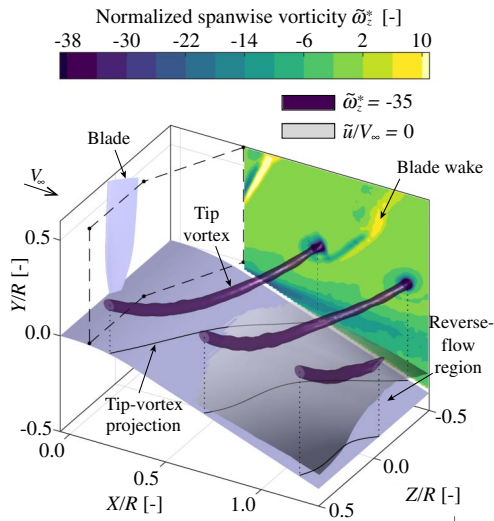 Normalized spanwise vorticity ω̃*z [-]
-38 -30 -22 -14 -6 2 10
ω̃*z = -35
ũ/V∞ = 0
Blade
V∞
Blade wake
Tip
vortex
0.5
Y/R [-]
0.0
Reverse-
flow
region
Tip-vortex
projection
-0.5
-0.5
0.0
0.0
0.5
Z/R [-]
X/R [-]
1.0
0.5